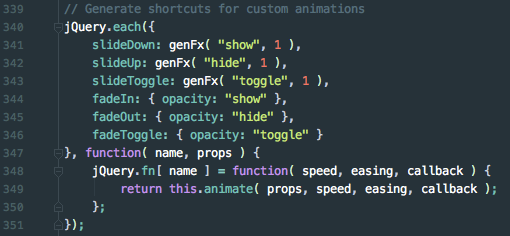 339 // Generate shortcuts for custom animations
340 jQuery.each({
341     slideDown: genFx( "show", 1 ),
342     slideUp: genFx( "hide", 1 ),
343     slideToggle: genFx( "toggle", 1 ),
344     fadeIn: { opacity: "show" },
345     fadeOut: { opacity: "hide" },
346     fadeToggle: { opacity: "toggle" }
347 }, function( name, props ) {
348     jQuery.fn[ name ] = function( speed, easing, callback ) {
349         return this.animate( props, speed, easing, callback );
350     };
351 });